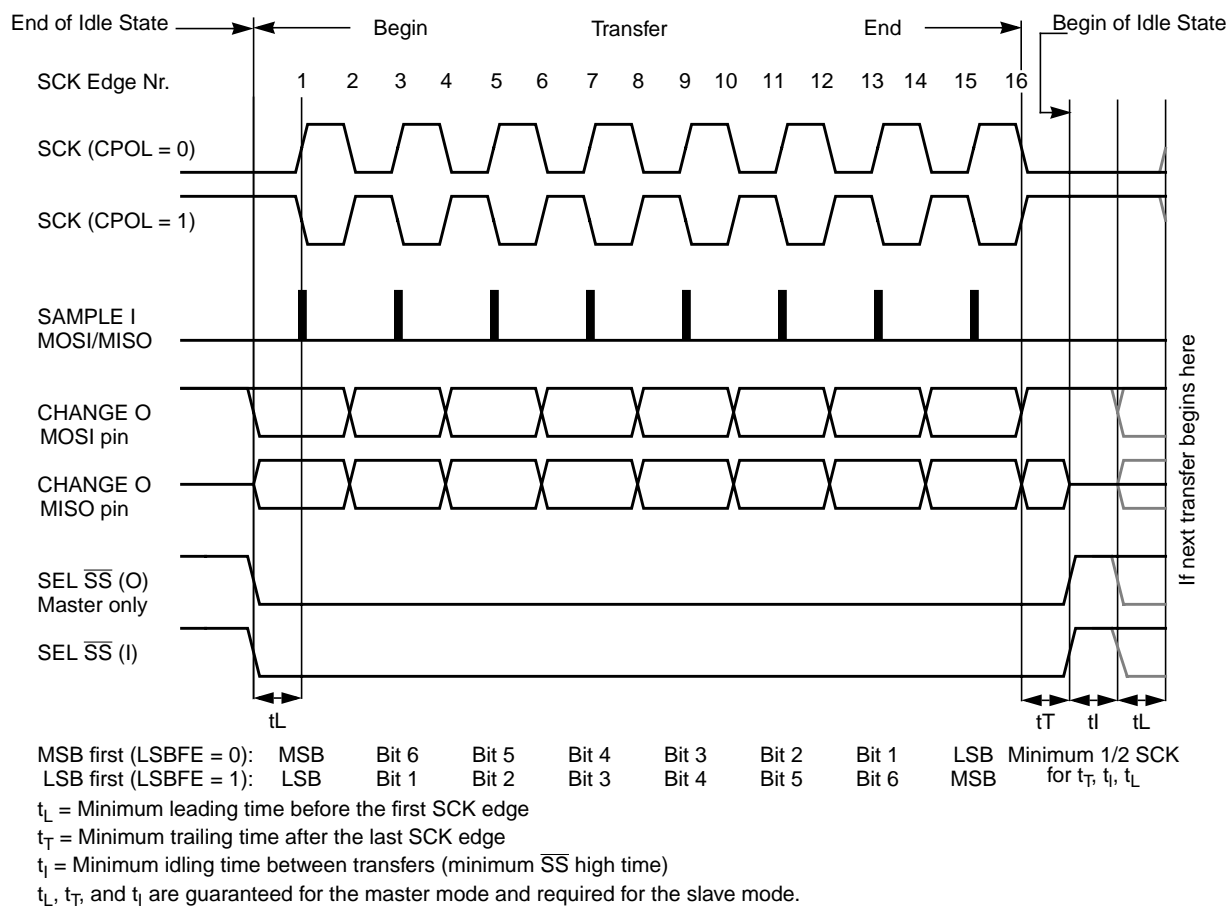 End of Idle State
Begin
Transfer
End
Begin of Idle State
SCK Edge Nr.
1 2 3 4 5 6 7 8 9 10 11 12 13 14 15 16
SCK (CPOL = 0)
SCK (CPOL = 1)
SAMPLE I
MOSI/MISO
CHANGE O
MOSI pin
CHANGE O
MISO pin
SEL SS (O)
Master only
SEL SS (I)
If next transfer begins here
tL
tT tI tL
MSB first (LSBFE = 0): MSB Bit 6 Bit 5 Bit 4 Bit 3 Bit 2 Bit 1 LSB Minimum 1/2 SCK
LSB first (LSBFE = 1): LSB Bit 1 Bit 2 Bit 3 Bit 4 Bit 5 Bit 6 MSB for tT, tI, tL
tL = Minimum leading time before the first SCK edge
tT = Minimum trailing time after the last SCK edge
tI = Minimum idling time between transfers (minimum SS high time)
tL, tT, and tI are guaranteed for the master mode and required for the slave mode.